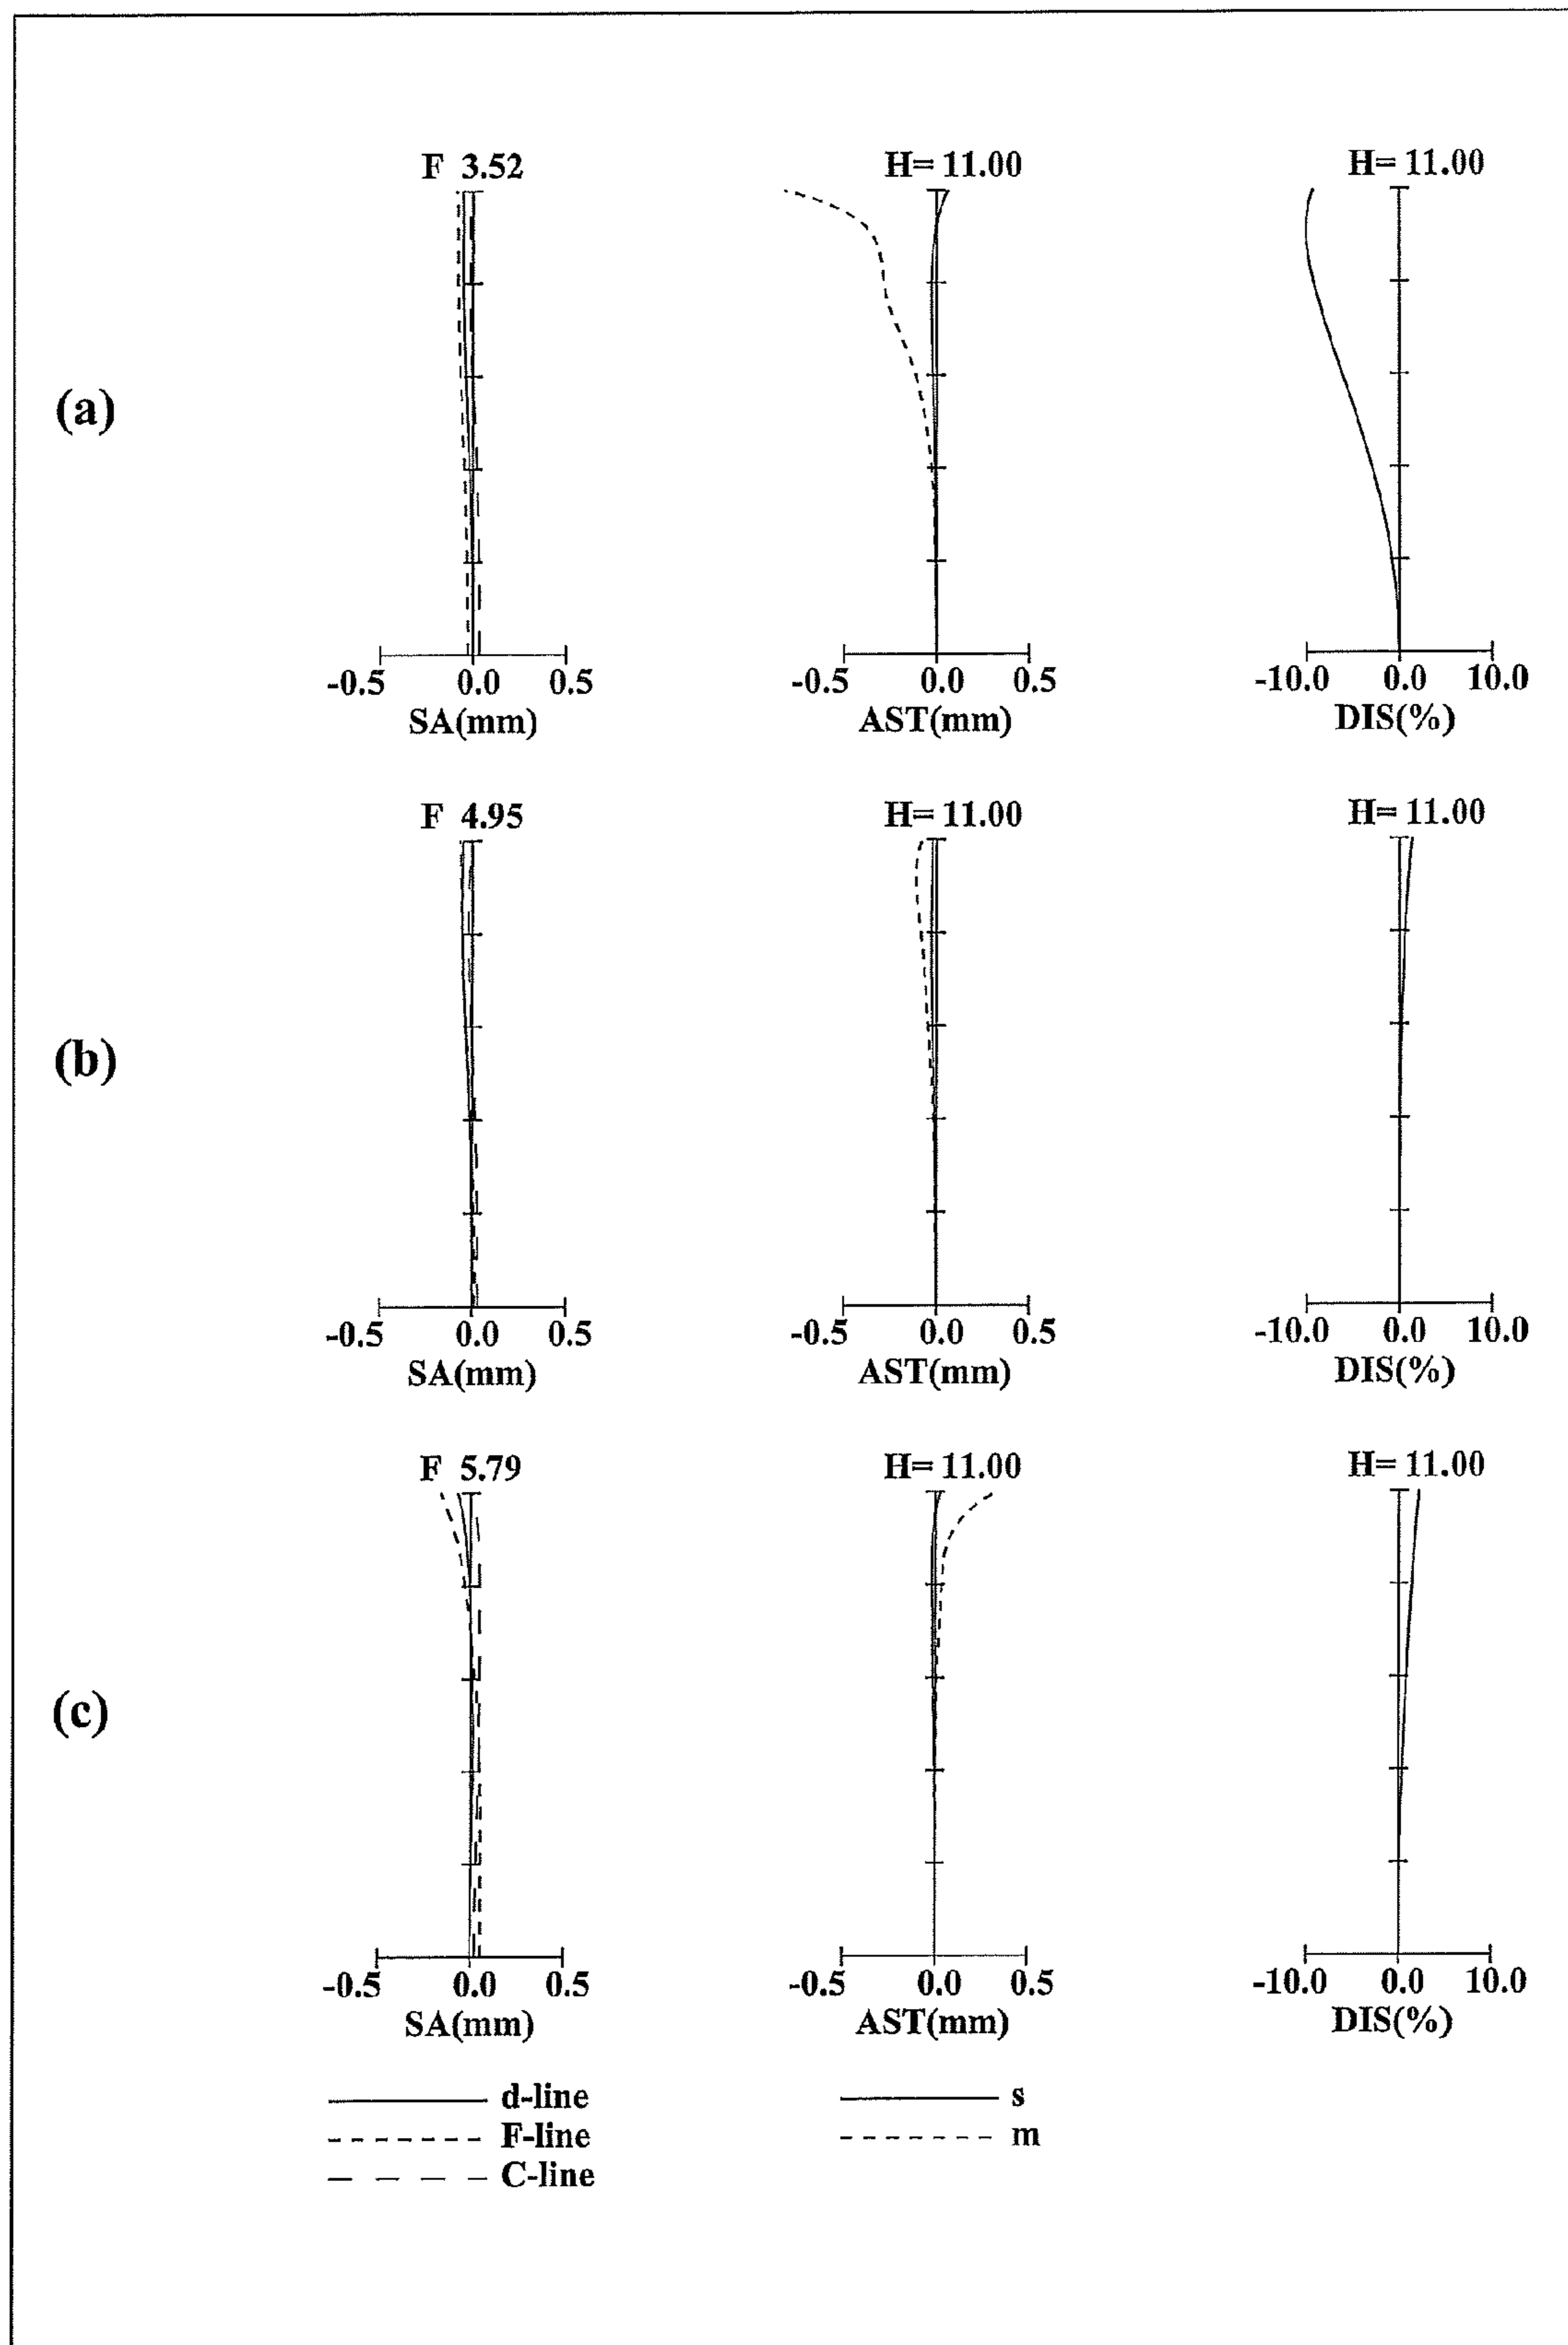 F 3.52 H= 11.00 H= 11.00
(a)
-0.5 0.0 0.5 -0.5 0.0 0.5 -10.0 0.0 10.0
SA(mm) AST(mm) DIS(%)
F 4.95 H= 11.00 H= 11.00
(b)
-0.5 0.0 0.5 -0.5 0.0 0.5 -10.0 0.0 10.0
SA(mm) AST(mm) DIS(%)
F 5.79 H= 11.00 H= 11.00
(c)
-0.5 0.0 0.5 -0.5 0.0 0.5 -10.0 0.0 10.0
SA(mm) AST(mm) DIS(%)
d-line s
F-line m
C-line